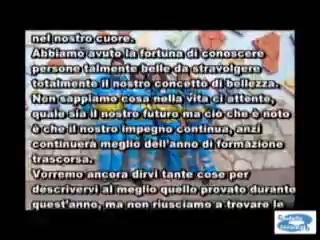 nel nostro cuore.
Abbiamo avuto la fortuna di conoscere
persone talmente belle da stravolgere
totalmente il nostro concetto di bellezza.
Non sappiamo cosa nella vita ci attente,
quale sia il nostro futuro ma ciò che è noto
è che il nostro impegno continua, anzi
continuerà meglio dell'anno di formazione
trascorsa.
Vorremo ancora dirvi tante cose per
descrivervi al meglio quello provato durante
quest'anno, ma non riusciamo a trovare le